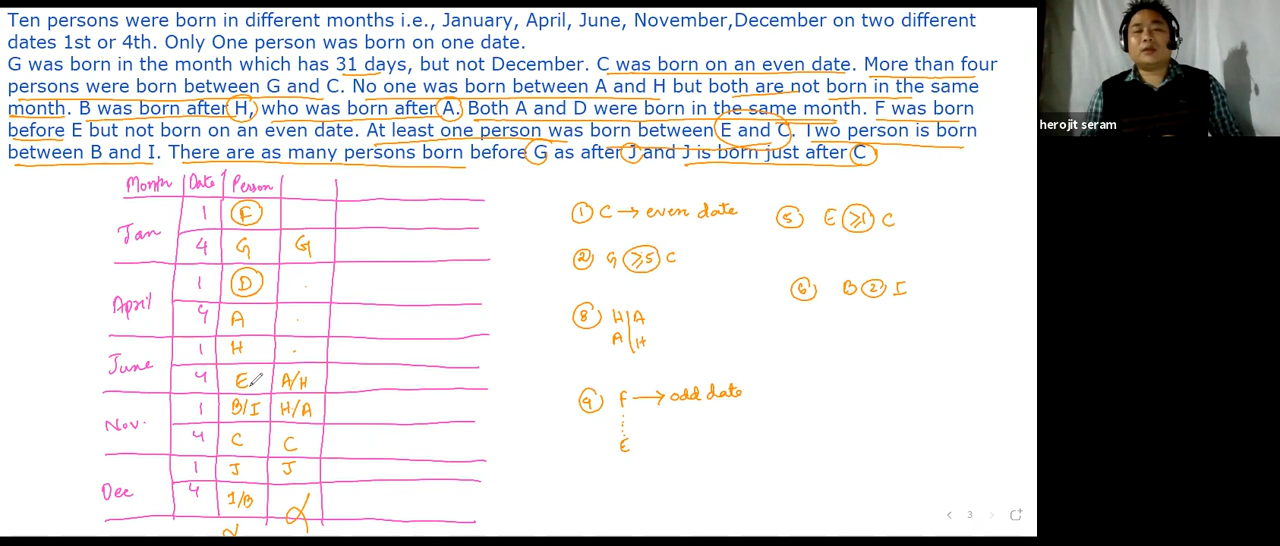 Ten persons were born in different months i.e., January, April, June, November,December on two different
dates 1st or 4th. Only One person was born on one date.
G was born in the month which has 31 days, but not December. C was born on an even date. More than four
persons were born between G and C. No one was born between A and H but both are not born in the same
month. B was born after H, who was born after A. Both A and D were born in the same month. F was born
before E but not born on an even date. At least one person was born between E and C. Two person is born
between B and I. There are as many persons born before G as after J and J is born just after C
herojit seram
Month Date Person
Jan 1 F
4 G G
April 1 D .
4 A .
June 1 H .
4 E A/H
Nov. 1 B/I H/A
4 C C
Dec 1 J J
4 I/B
① C → even date
② G ≥5 C
⑧ H | A
A | H
④ F → odd date
E
⑤ E ≥1 C
⑥ B ② I
3